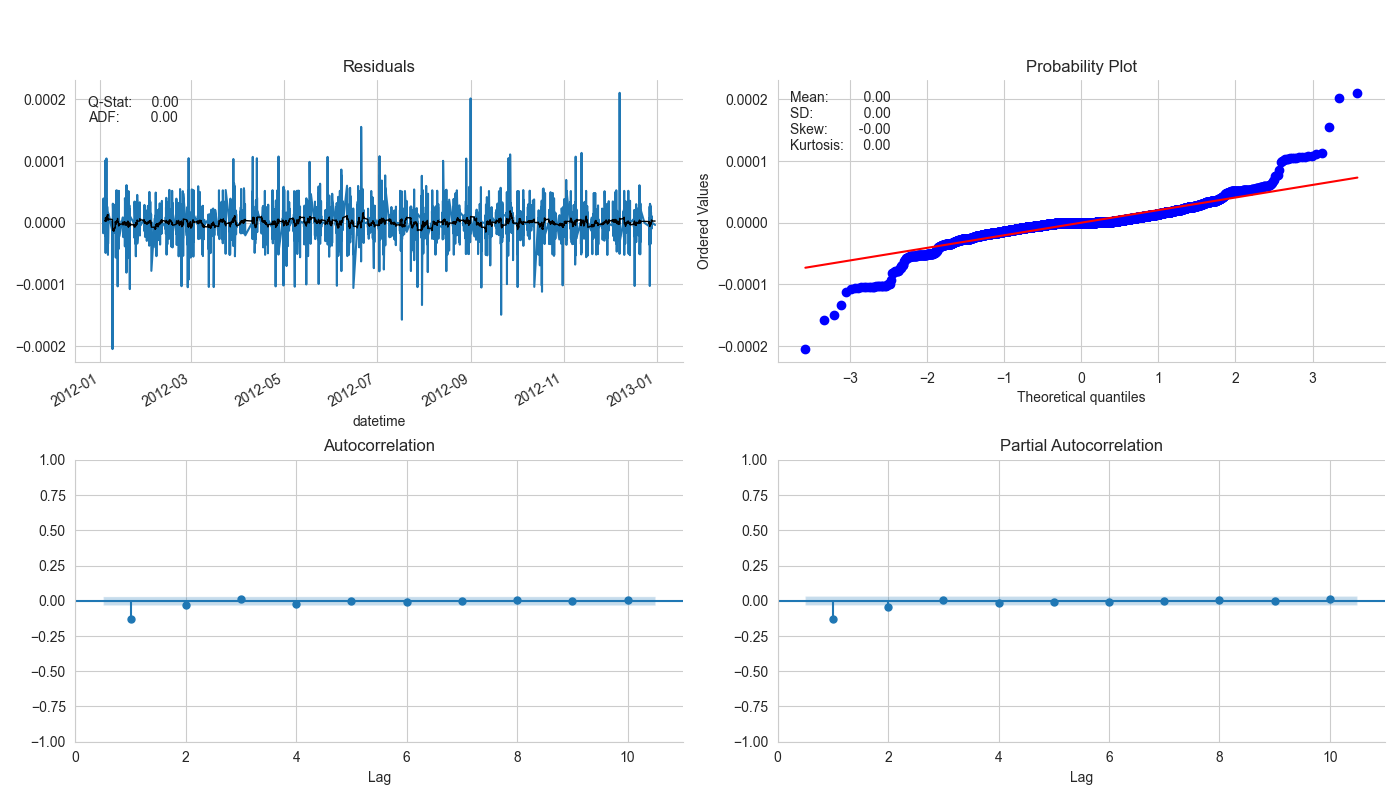 Residuals
Q-Stat: 0.00
ADF: 0.00
0.0002
0.0001
0.0000
−0.0001
−0.0002
2012-01 2012-03 2012-05 2012-07 2012-09 2012-11 2013-01
datetime
Probability Plot
Mean: 0.00
SD: 0.00
Skew: -0.00
Kurtosis: 0.00
Ordered Values
0.0002
0.0001
0.0000
−0.0001
−0.0002
−3 −2 −1 0 1 2 3
Theoretical quantiles
Autocorrelation
1.00
0.75
0.50
0.25
0.00
−0.25
−0.50
−0.75
−1.00
0 2 4 6 8 10
Lag
Partial Autocorrelation
1.00
0.75
0.50
0.25
0.00
−0.25
−0.50
−0.75
−1.00
0 2 4 6 8 10
Lag